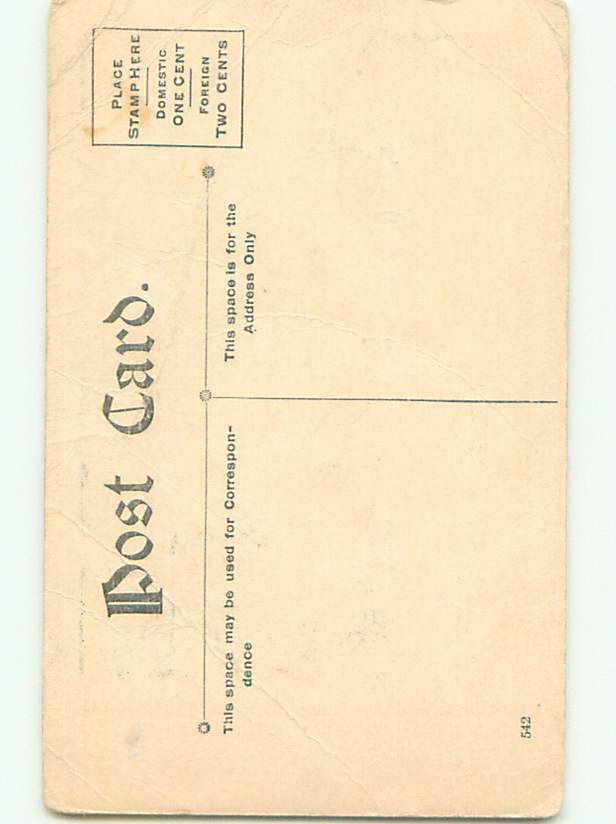 Post Card.
PLACE
STAMP HERE
DOMESTIC
ONE CENT
FOREIGN
TWO CENTS
This space may be used for Correspon-
dence
This space is for the
Address Only
542